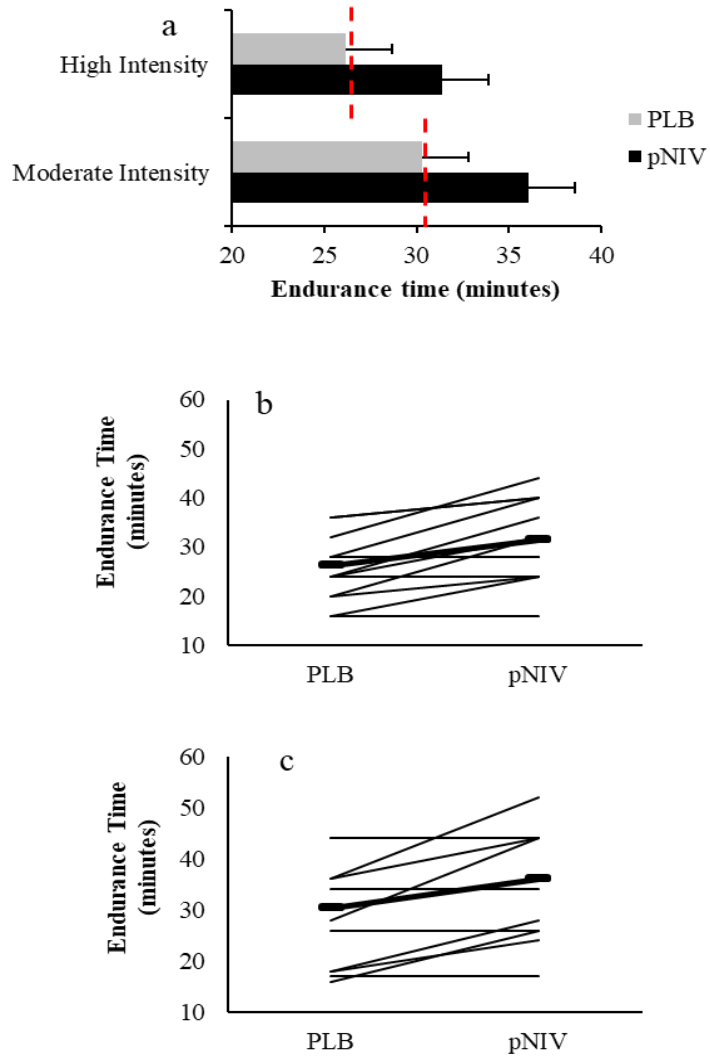 a
High Intensity
Moderate Intensity
PLB
pNIV
20 25 30 35 40
Endurance time (minutes)
b
Endurance Time
(minutes)
60
50
40
30
20
10
PLB pNIV
c
Endurance Time
(minutes)
60
50
40
30
20
10
PLB pNIV